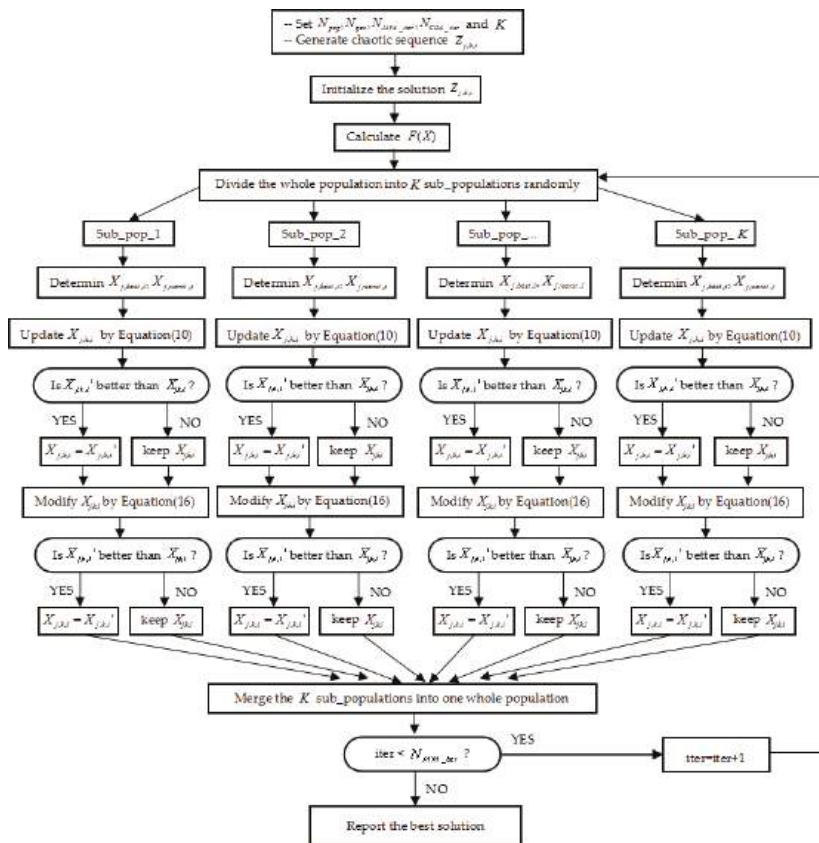 -- Set N_pop, N_var, and K
-- Generate chaotic sequence Z_j,k,i
Initialize the solution Z_j,k,i
Calculate F(X)
Divide the whole population into K sub_populations randomly
Sub_pop_1
Sub_pop_2
Sub_pop_...
Sub_pop_ K
Determin X_j,best,i, X_j,worst,i
Determin X_j,best,i, X_j,worst,i
Determin X_j,best,i, X_j,worst,i
Determin X_j,best,i, X_j,worst,i
Update X_j,k,i by Equation(10)
Update X_j,k,i by Equation(10)
Update X_j,k,i by Equation(10)
Update X_j,k,i by Equation(10)
Is X_j,k,i' better than X_j,k,i ?
Is X_j,k,i' better than X_j,k,i ?
Is X_j,k,i' better than X_j,k,i ?
Is X_j,k,i' better than X_j,k,i ?
YES NO
YES NO
YES NO
YES NO
X_j,k,i = X_j,k,i' keep X_j,k,i
X_j,k,i = X_j,k,i' keep X_j,k,i
X_j,k,i = X_j,k,i' keep X_j,k,i
X_j,k,i = X_j,k,i' keep X_j,k,i
Modify X_j,k,i by Equation(16)
Modify X_j,k,i by Equation(16)
Modify X_j,k,i by Equation(16)
Modify X_j,k,i by Equation(16)
Is X_j,k,i' better than X_j,k,i ?
Is X_j,k,i' better than X_j,k,i ?
Is X_j,k,i' better than X_j,k,i ?
Is X_j,k,i' better than X_j,k,i ?
YES NO
YES NO
YES NO
YES NO
X_j,k,i = X_j,k,i' keep X_j,k,i
X_j,k,i = X_j,k,i' keep X_j,k,i
X_j,k,i = X_j,k,i' keep X_j,k,i
X_j,k,i = X_j,k,i' keep X_j,k,i
Merge the K sub_populations into one whole population
iter < ?
YES
iter=iter+1
NO
Report the best solution